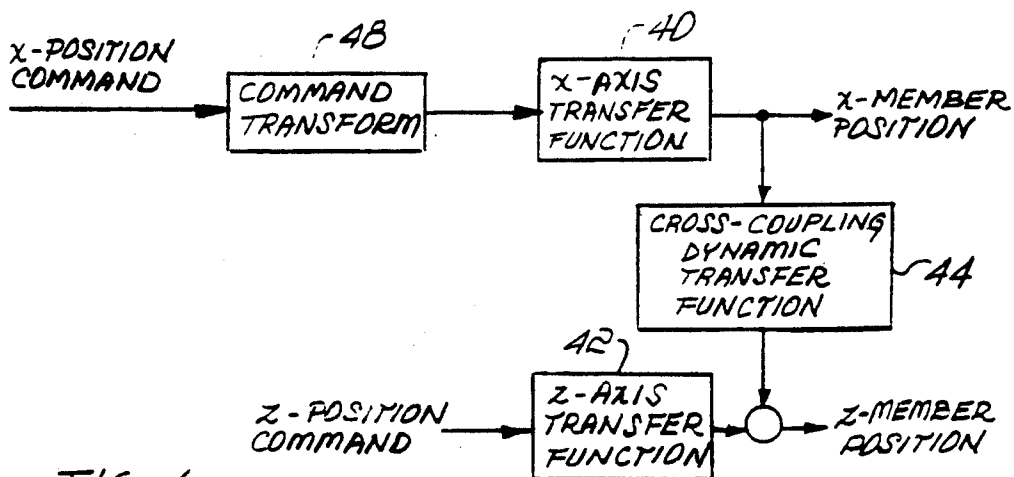 48
40
X-POSITION
COMMAND
COMMAND
TRANSFORM
X-AXIS
TRANSFER
FUNCTION
X-MEMBER
POSITION
CROSS-COUPLING
DYNAMIC
TRANSFER
FUNCTION
44
42
Z-POSITION
COMMAND
Z-AXIS
TRANSFER
FUNCTION
Z-MEMBER
POSITION